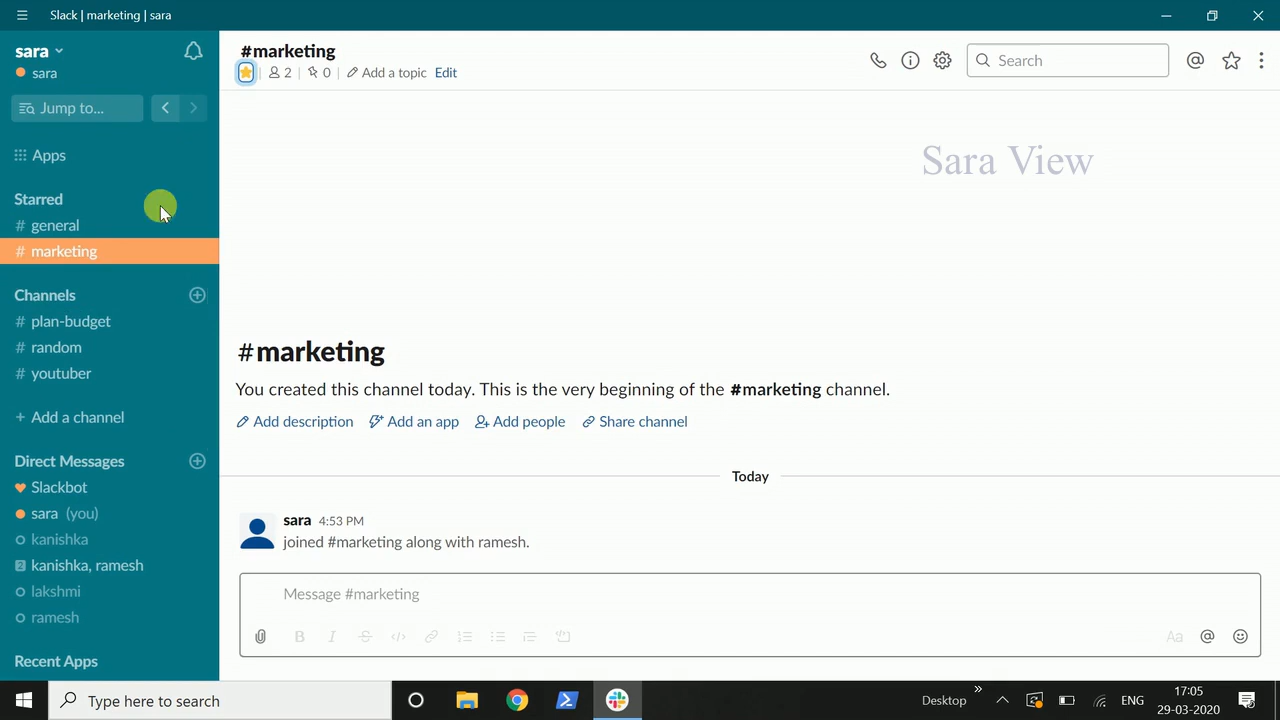 Slack | marketing | sara
sara
sara
Jump to...
Apps
Starred
# general
# marketing
Channels
# plan-budget
# random
# youtuber
+ Add a channel
Direct Messages
Slackbot
sara (you)
kanishka
2 kanishka, ramesh
lakshmi
ramesh
Recent Apps
#marketing
2 | 0 | Add a topic Edit
Search
Sara View
#marketing
You created this channel today. This is the very beginning of the #marketing channel.
Add description Add an app Add people Share channel
Today
sara 4:53 PM
joined #marketing along with ramesh.
Message #marketing
B I S </> Aa @
Type here to search
Desktop » ENG 17:05
29-03-2020